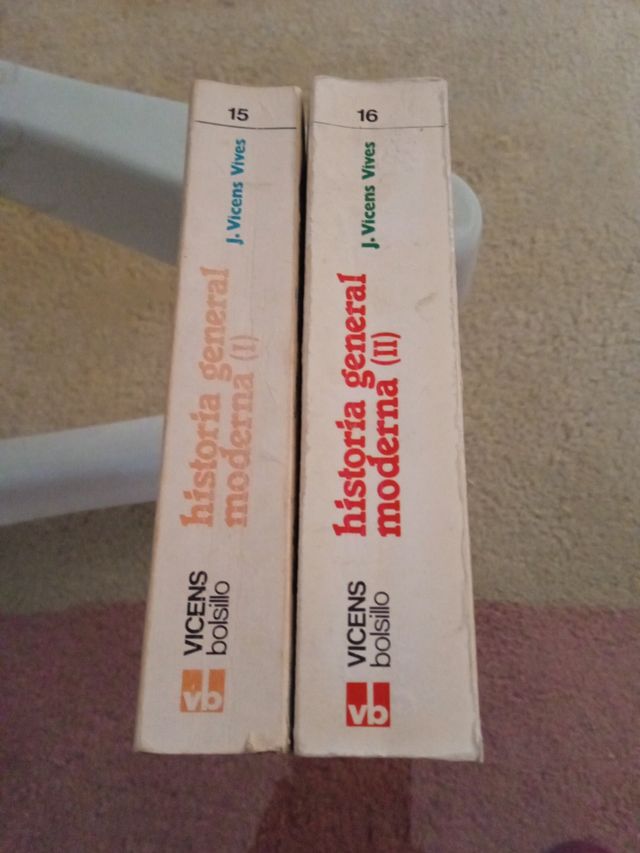 15
J. Vicens Vives
historia general
moderna (I)
VICENS
bolsillo
vb
16
J. Vicens Vives
historia general
moderna (II)
VICENS
bolsillo
vb